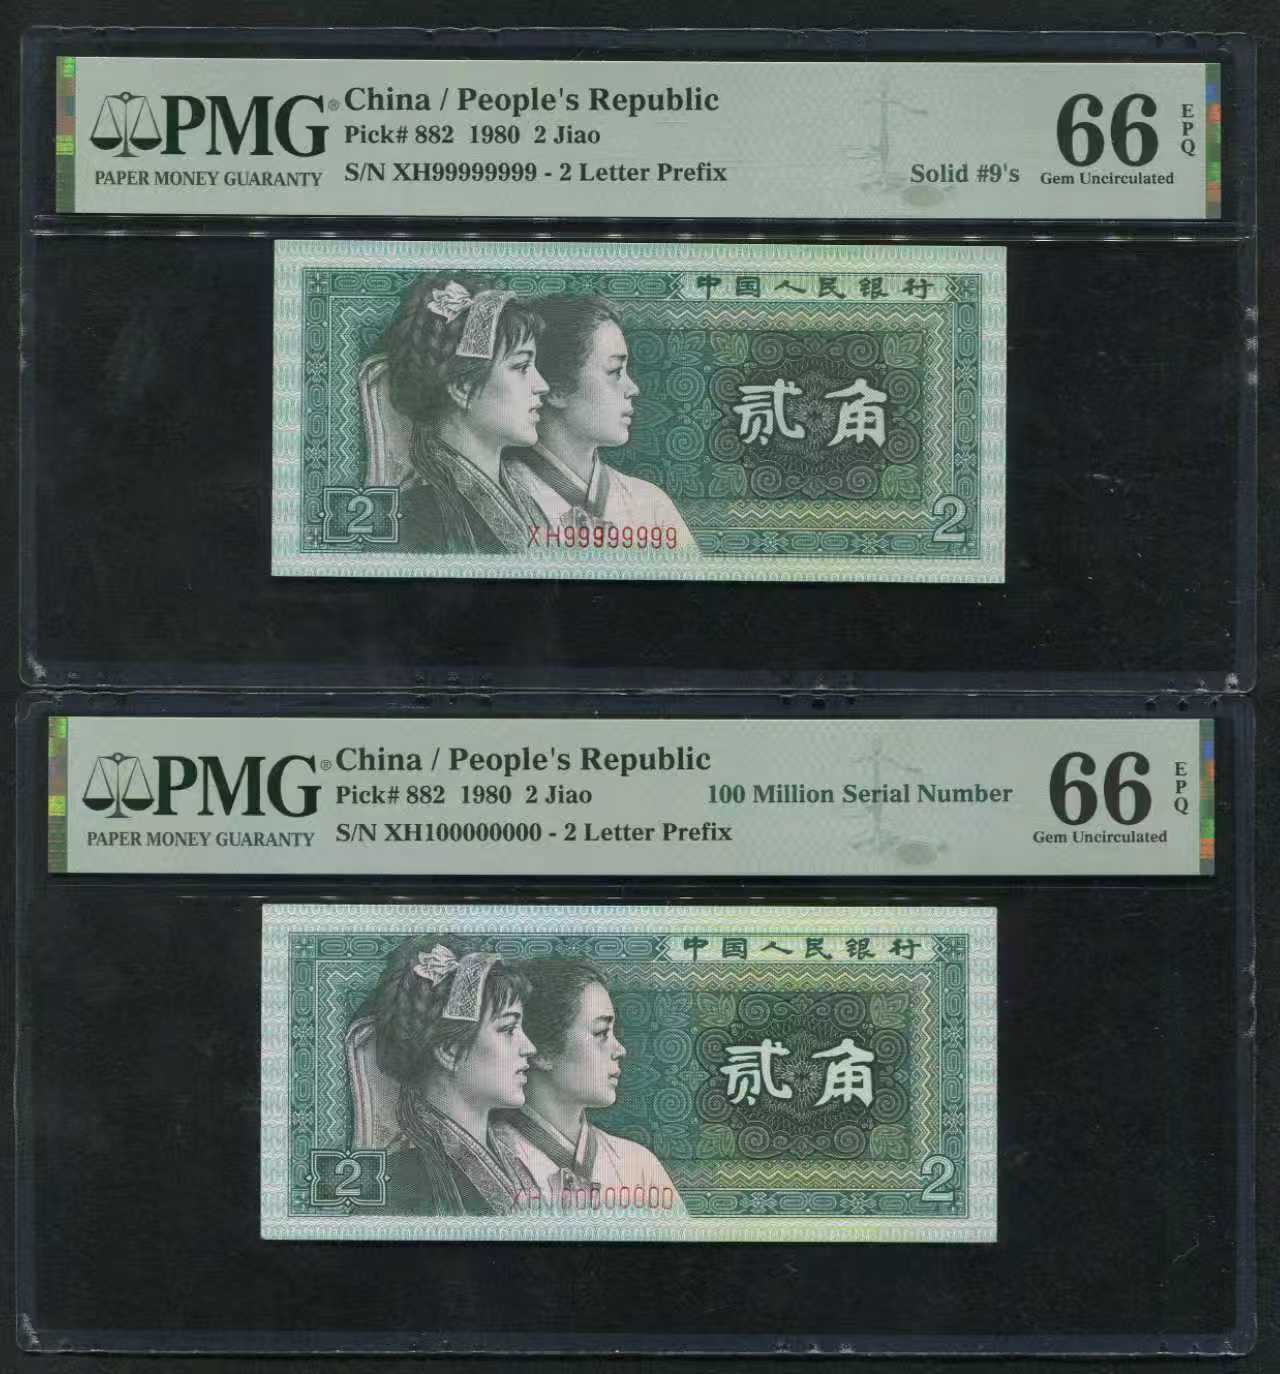 PMG®
PAPER MONEY GUARANTY
China / People's Republic
Pick# 882 1980 2 Jiao
S/N XH99999999 - 2 Letter Prefix
Solid #9's
66
EPQ
Gem Uncirculated
中国人民银行
贰角
2
XH99999999
2
PMG®
PAPER MONEY GUARANTY
China / People's Republic
Pick# 882 1980 2 Jiao
100 Million Serial Number
S/N XH100000000 - 2 Letter Prefix
66
EPQ
Gem Uncirculated
中国人民银行
贰角
2
XH100000000
2